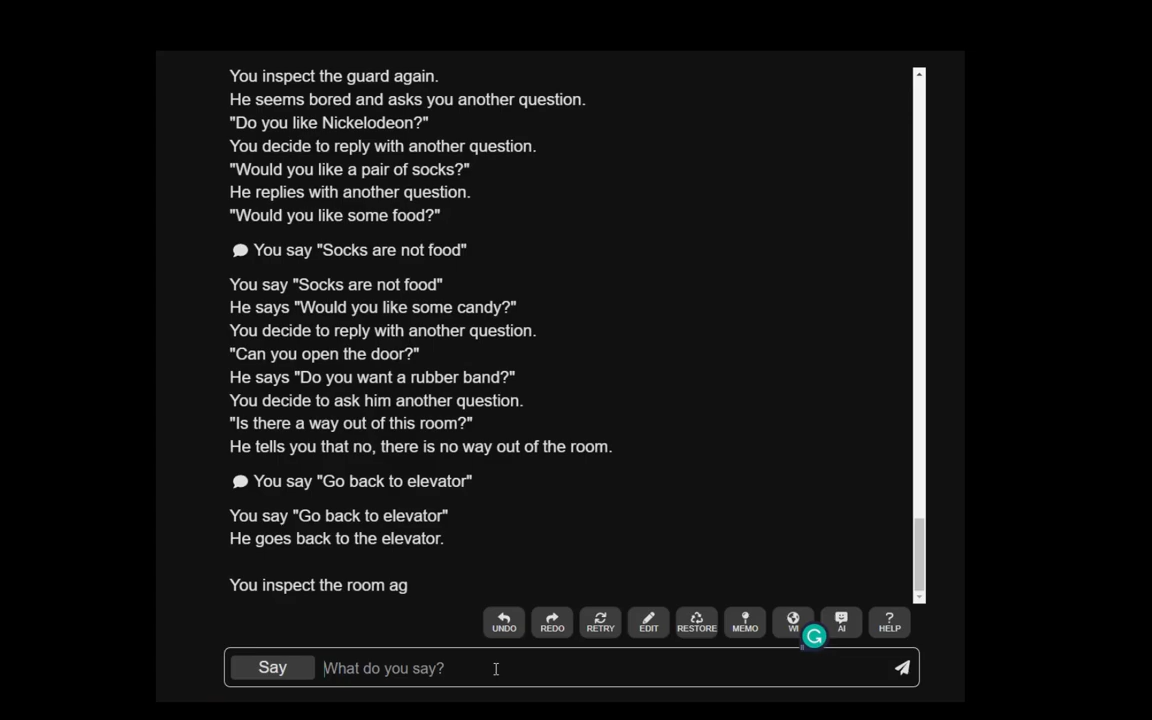 You inspect the guard again.
He seems bored and asks you another question.
"Do you like Nickelodeon?"
You decide to reply with another question.
"Would you like a pair of socks?"
He replies with another question.
"Would you like some food?"
You say "Socks are not food"
You say "Socks are not food"
He says "Would you like some candy?"
You decide to reply with another question.
"Can you open the door?"
He says "Do you want a rubber band?"
You decide to ask him another question.
"Is there a way out of this room?"
He tells you that no, there is no way out of the room.
You say "Go back to elevator"
You say "Go back to elevator"
He goes back to the elevator.
You inspect the room ag
UNDO REDO RETRY EDIT RESTORE MEMO WI AI HELP
Say What do you say?